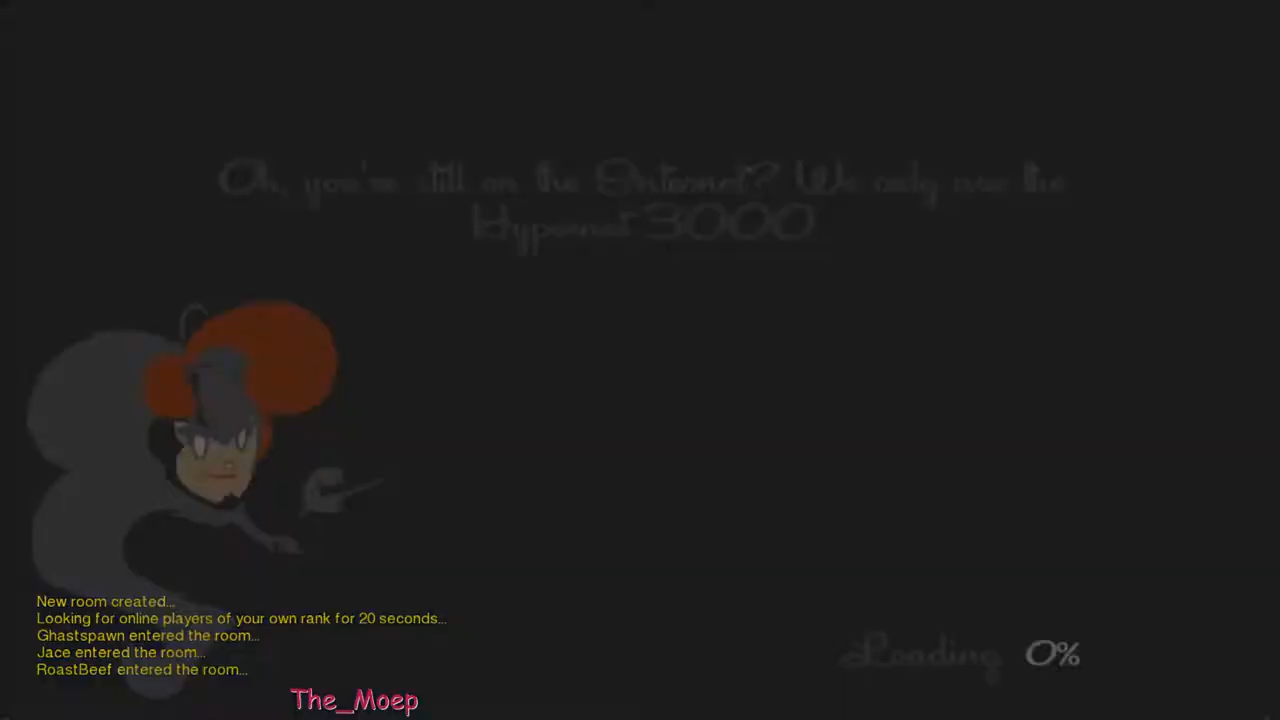 Oh, you're still on the Internet? We only use the
Hypernet 3000
New room created...
Looking for online players of your own rank for 20 seconds...
Ghastspawn entered the room...
Jace entered the room...
RoastBeef entered the room...
Loading 0%
The_Moep